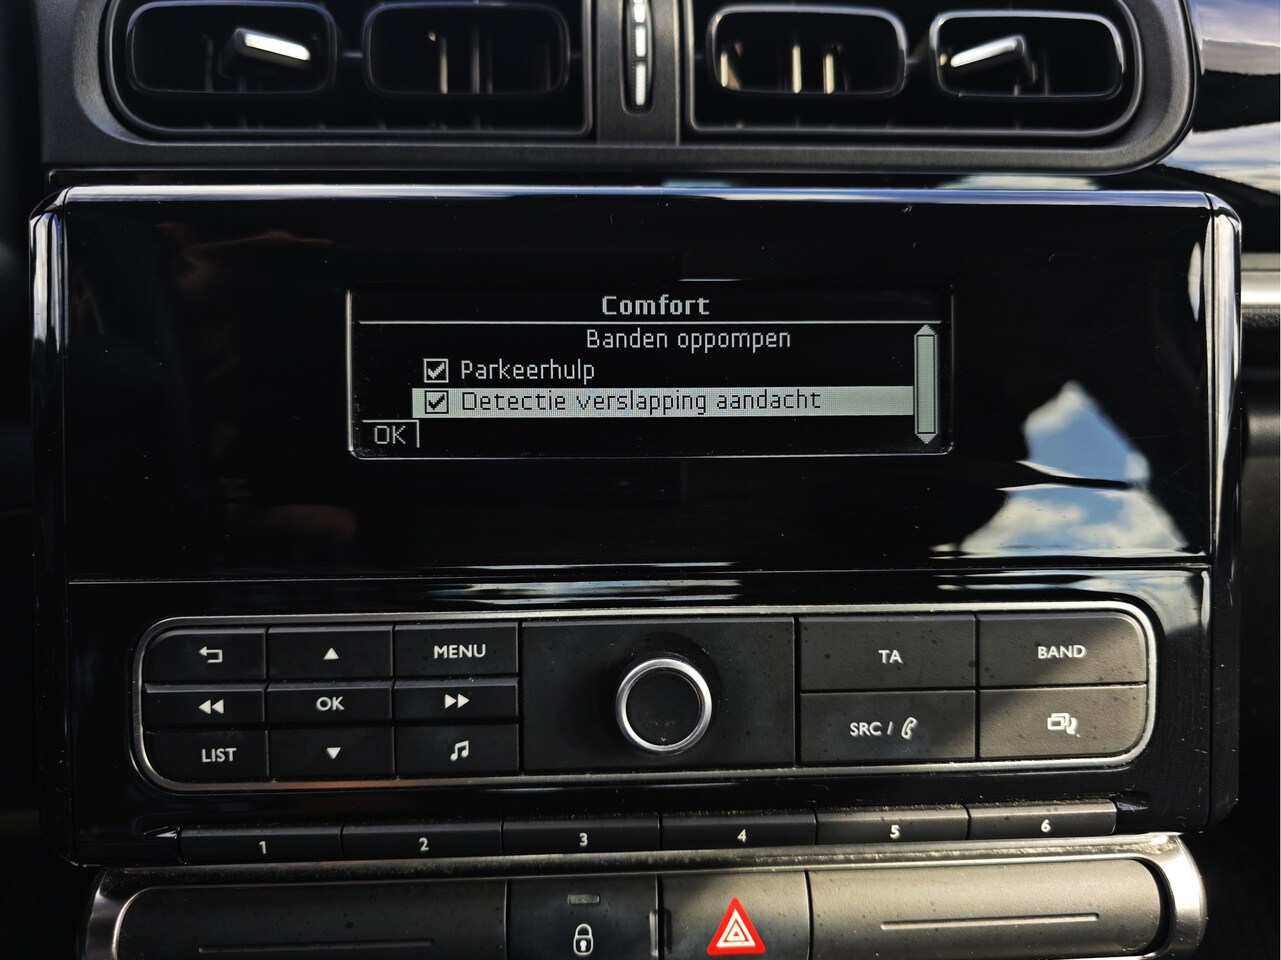 Comfort
Banden oppompen
Parkeerhulp
Detectie verslapping aandacht
OK
MENU
OK
LIST
TA
BAND
SRC /
1 2 3 4 5 6